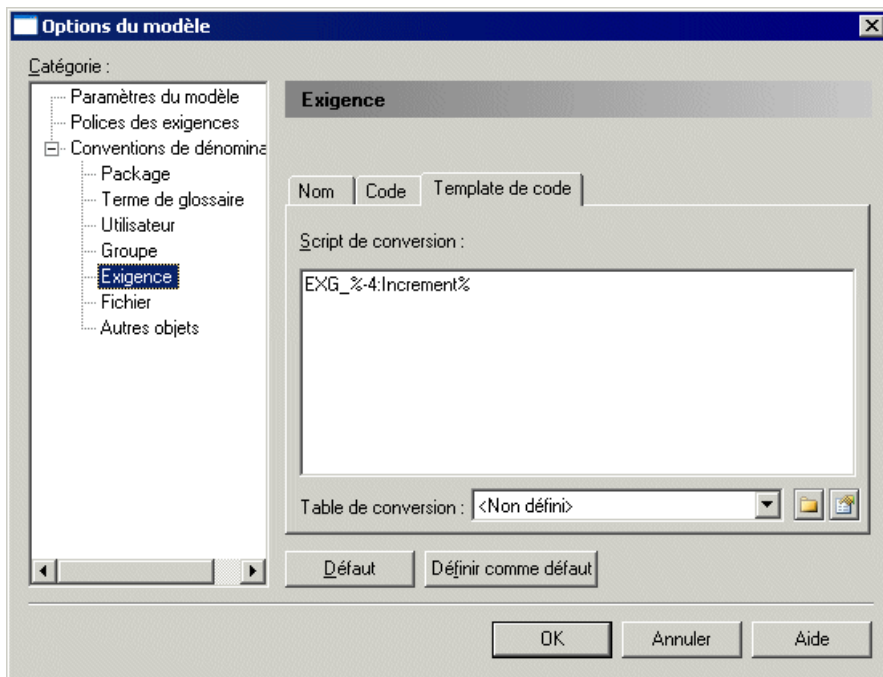 Options du modèle
Catégorie :
Paramètres du modèle
Polices des exigences
Conventions de dénomina
Package
Terme de glossaire
Utilisateur
Groupe
Exigence
Fichier
Autres objets
Exigence
Nom Code Template de code
Script de conversion :
EXG_%-4:Increment%
Table de conversion : <Non défini>
Défaut Définir comme défaut
OK Annuler Aide